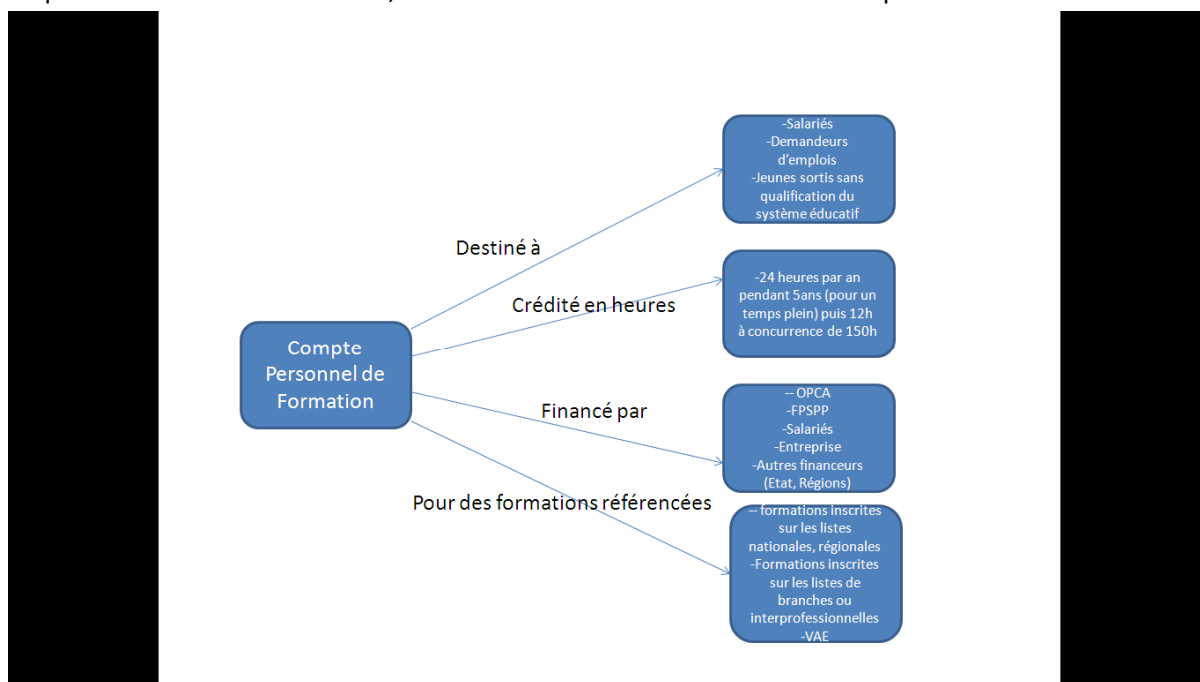 Compte
Personnel de
Formation
Destiné à
-Salariés
-Demandeurs
d'emplois
-Jeunes sortis sans
qualification du
système éducatif
Crédité en heures
-24 heures par an
pendant 5ans (pour un
temps plein) puis 12h
à concurrence de 150h
Financé par
-- OPCA
-FPSPP
-Salariés
-Entreprise
-Autres financeurs
(Etat, Régions)
Pour des formations référencées
-- formations inscrites
sur les listes
nationales, régionales
-Formations inscrites
sur les listes de
branches ou
interprofessionnelles
-VAE